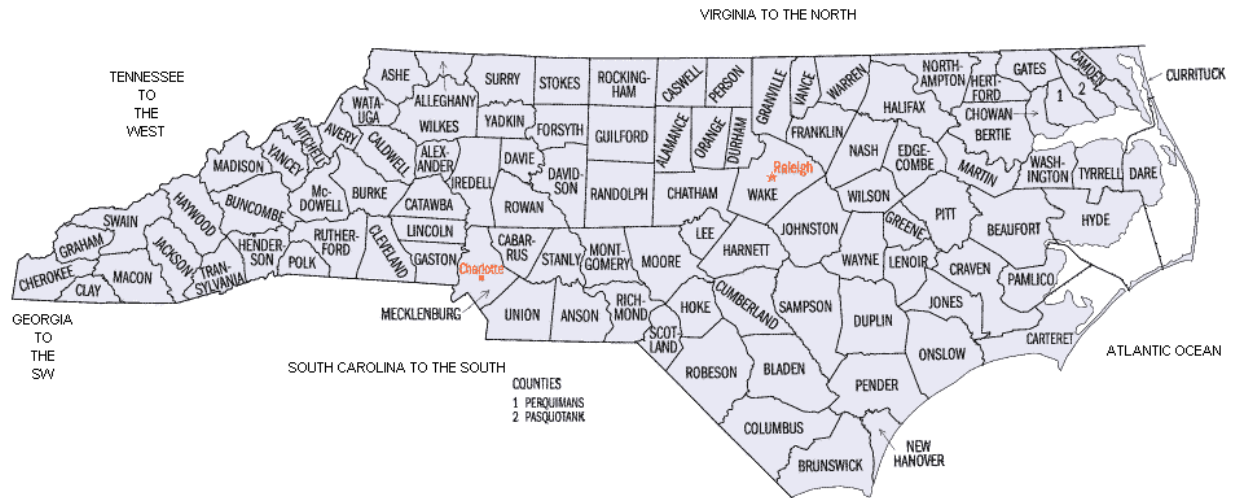 VIRGINIA TO THE NORTH
TENNESSEE
TO
THE
WEST
ASHE
ALLEGHANY
SURRY
STOKES
ROCKING-
HAM
CASWELL
PERSON
GRANVILLE
VANCE
WARREN
NORTH-
AMPTON
HERT-
FORD
GATES
CAMDEN
CURRITUCK
WATA-
UGA
WILKES
YADKIN
FORSYTH
GUILFORD
ALAMANCE
ORANGE
DURHAM
FRANKLIN
HALIFAX
CHOWAN
BERTIE
1
2
MITCHELL
AVERY
CALDWELL
ALEX-
ANDER
DAVIE
IREDELL
DAVID-
SON
RANDOLPH
CHATHAM
Raleigh
WAKE
NASH
EDGE-
COMBE
MARTIN
WASH-
INGTON
TYRRELL
DARE
MADISON
YANCEY
Mc-
DOWELL
BURKE
CATAWBA
ROWAN
WILSON
PITT
BEAUFORT
HYDE
SWAIN
HAYWOOD
BUNCOMBE
RUTHER-
FORD
CLEVELAND
LINCOLN
GASTON
CABAR-
RUS
STANLY
MONT-
GOMERY
MOORE
LEE
HARNETT
JOHNSTON
GREENE
WAYNE
LENOIR
CRAVEN
PAMLICO
GRAHAM
JACKSON
HENDER-
SON
POLK
CHEROKEE
CLAY
MACON
TRAN-
SYLVANIA
Charlotte
MECKLENBURG
UNION
ANSON
RICH-
MOND
SCOT-
LAND
HOKE
CUMBERLAND
SAMPSON
DUPLIN
JONES
ONSLOW
CARTERET
GEORGIA
TO
THE
SW
SOUTH CAROLINA TO THE SOUTH
ATLANTIC OCEAN
ROBESON
BLADEN
PENDER
COUNTIES
1 PERQUIMANS
2 PASQUOTANK
COLUMBUS
BRUNSWICK
NEW
HANOVER